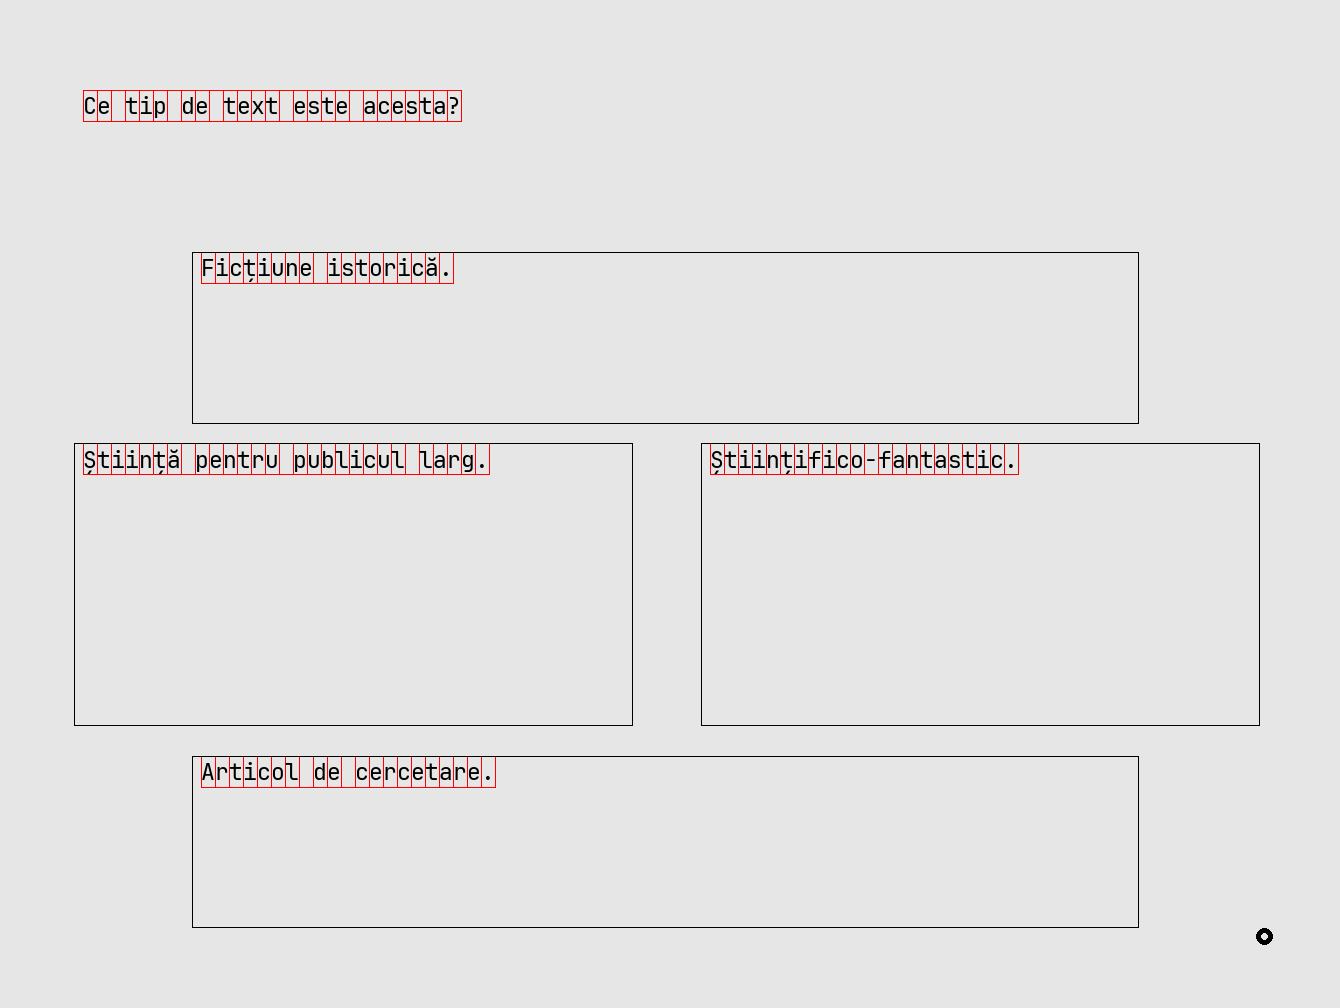 Ce tip de text este acesta?
Ficțiune istorică.
Știință pentru publicul larg.
Științifico-fantastic.
Articol de cercetare.